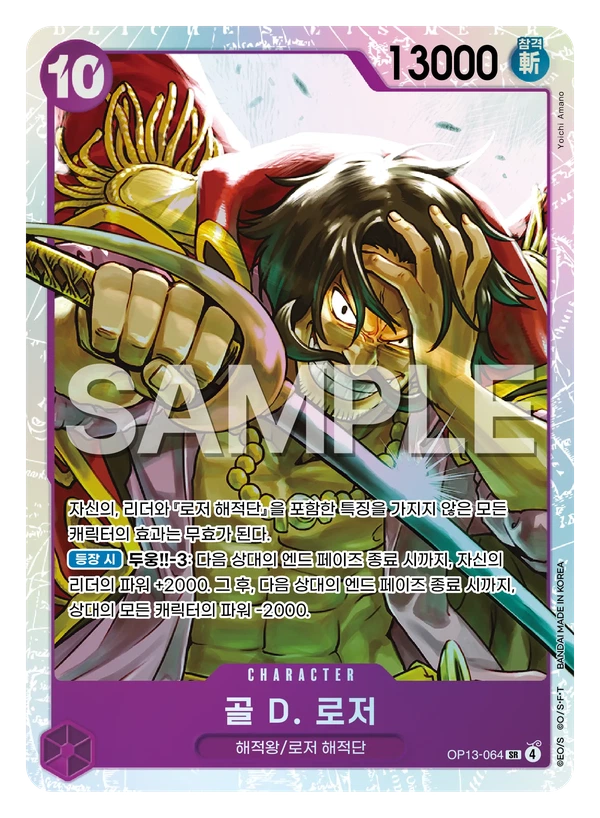 10
13000
참격
斬
Yoichi Amano
SAMPLE
자신의, 리더와 『로저 해적단』을 포함한 특징을 가지지 않은 모든
캐릭터의 효과는 무효가 된다.
등장 시 두웅!!-3: 다음 상대의 엔드 페이즈 종료 시까지, 자신의
리더의 파워 +2000. 그 후, 다음 상대의 엔드 페이즈 종료 시까지,
상대의 모든 캐릭터의 파워 -2000.
©EO/S ©O/S·F·T BANDAI MADE IN KOREA
CHARACTER
골 D. 로저
해적왕/로저 해적단
OP13-064 SR 4